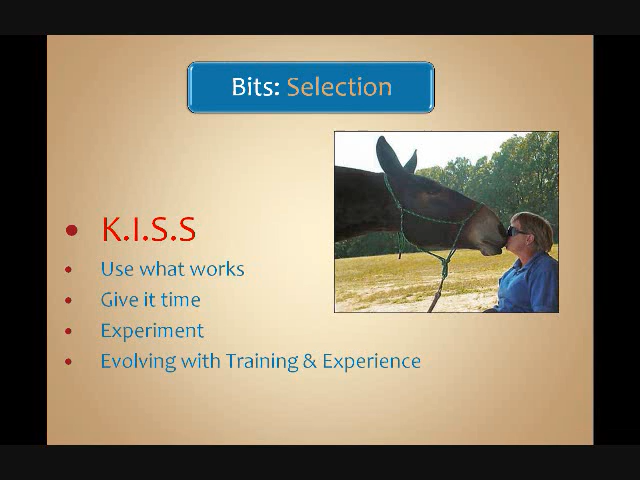 Bits: Selection
K.I.S.S
Use what works
Give it time
Experiment
Evolving with Training & Experience